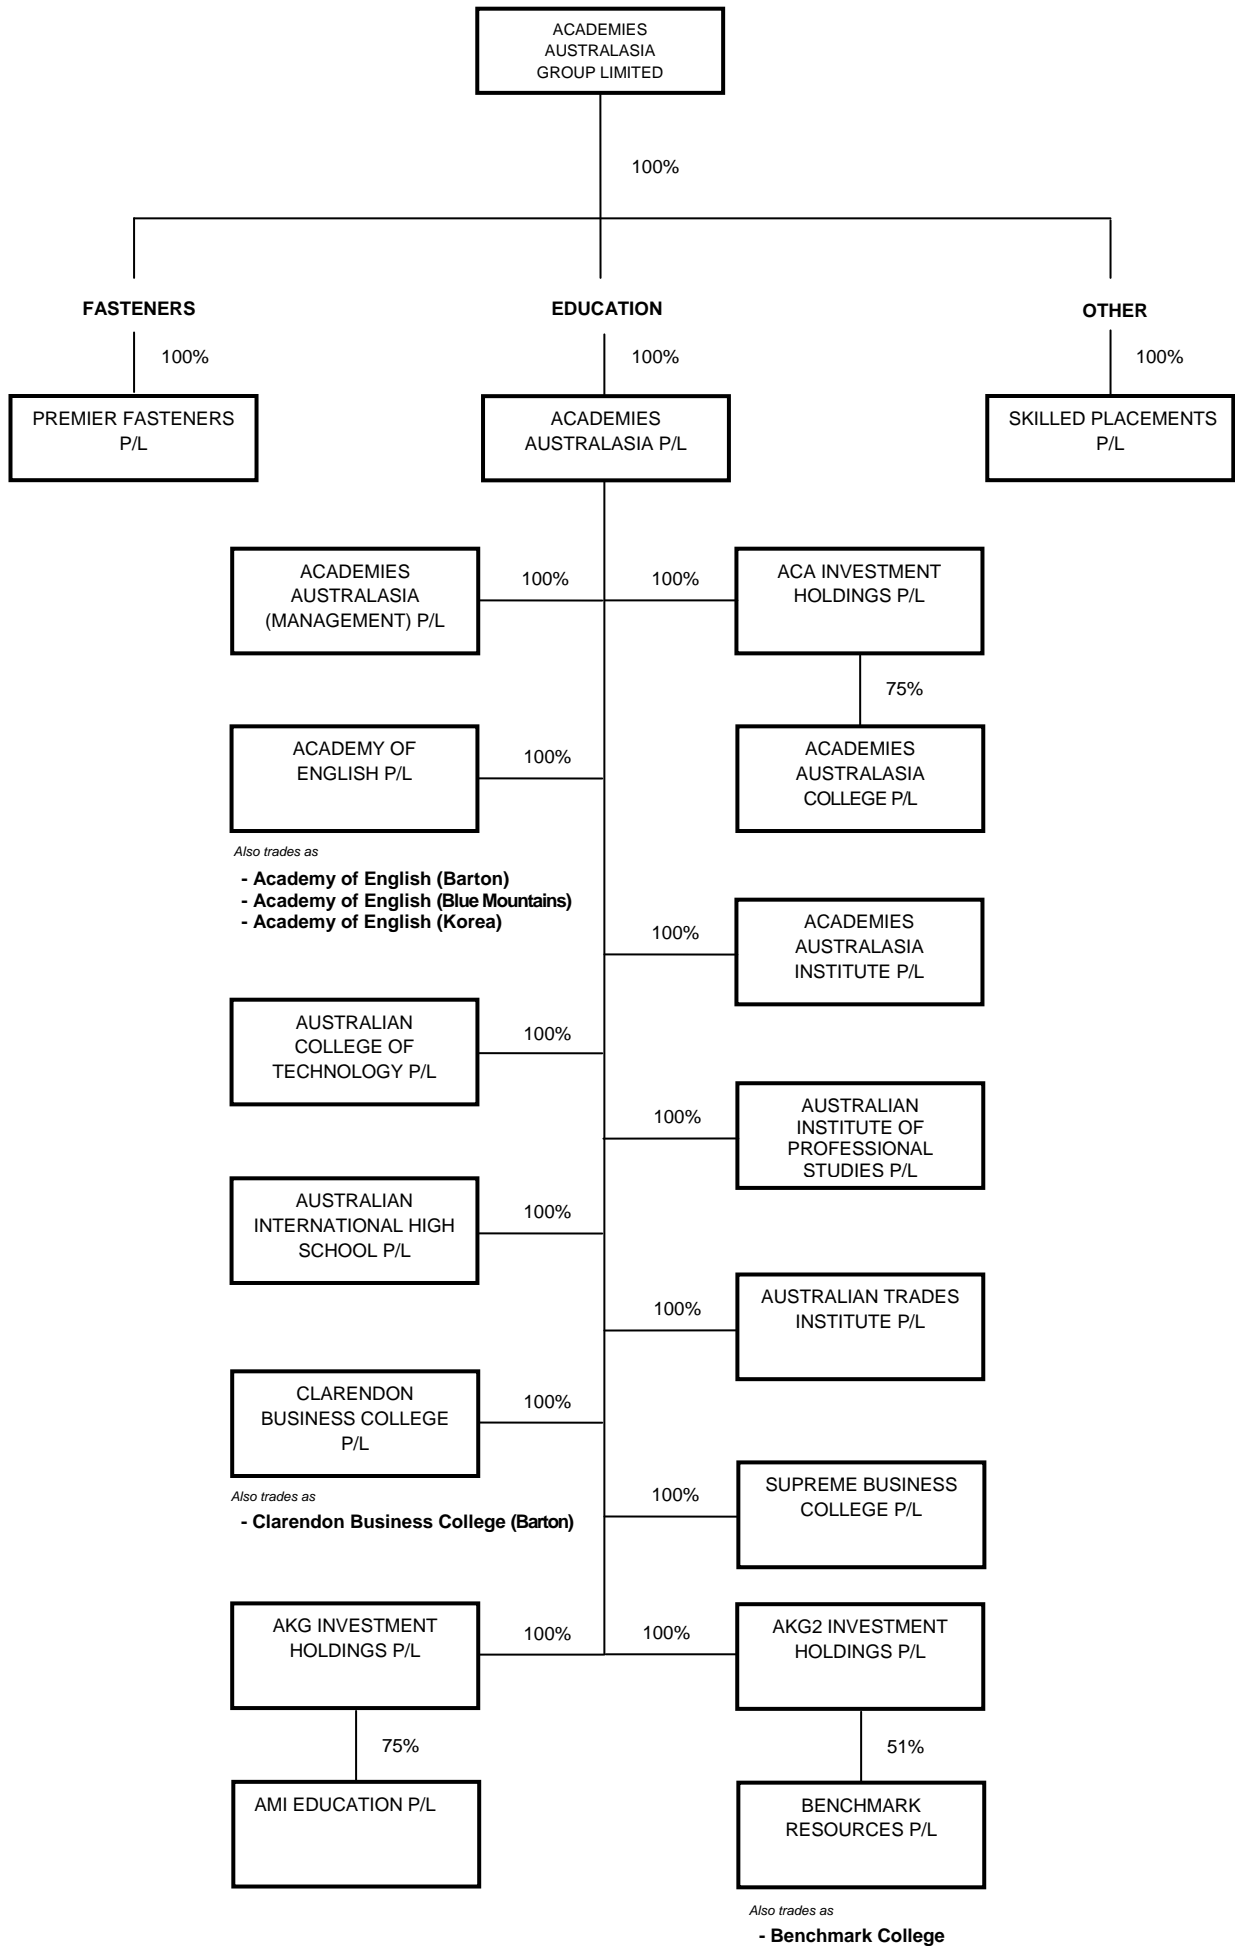 ACADEMIES
AUSTRALASIA
GROUP LIMITED
100%
FASTENERS
EDUCATION
OTHER
100%
100%
100%
PREMIER FASTENERS
P/L
ACADEMIES
AUSTRALASIA P/L
SKILLED PLACEMENTS
P/L
ACADEMIES
AUSTRALASIA
(MANAGEMENT) P/L
100%
100%
ACA INVESTMENT
HOLDINGS P/L
75%
ACADEMY OF
ENGLISH P/L
100%
ACADEMIES
AUSTRALASIA
COLLEGE P/L
Also trades as
- Academy of English (Barton)
- Academy of English (Blue Mountains)
- Academy of English (Korea)
100%
ACADEMIES
AUSTRALASIA
INSTITUTE P/L
AUSTRALIAN
COLLEGE OF
TECHNOLOGY P/L
100%
100%
AUSTRALIAN
INSTITUTE OF
PROFESSIONAL
STUDIES P/L
AUSTRALIAN
INTERNATIONAL HIGH
SCHOOL P/L
100%
100%
AUSTRALIAN TRADES
INSTITUTE P/L
CLARENDON
BUSINESS COLLEGE
P/L
100%
Also trades as
- Clarendon Business College (Barton)
100%
SUPREME BUSINESS
COLLEGE P/L
AKG INVESTMENT
HOLDINGS P/L
100%
100%
AKG2 INVESTMENT
HOLDINGS P/L
75%
51%
AMI EDUCATION P/L
BENCHMARK
RESOURCES P/L
Also trades as
- Benchmark College